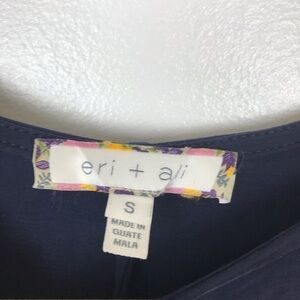 eri + ali
S
MADE IN
GUATE
MALA